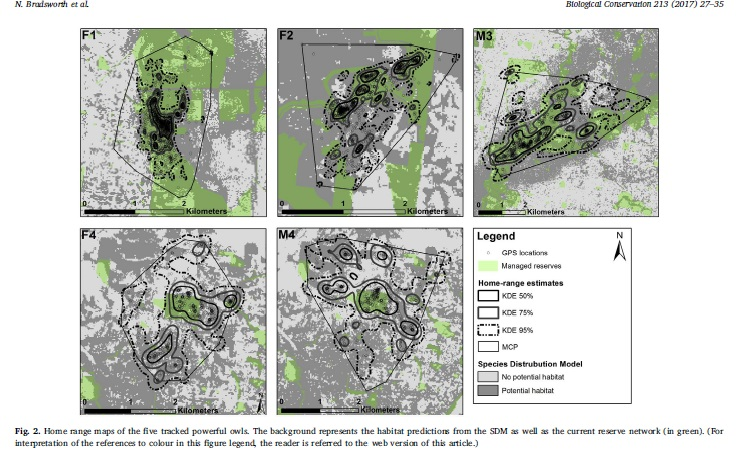 N. Bradsworth et al.
Biological Conservation 213 (2017) 27–35
F1
F2
M3
0 1 2
Kilometers
0 1 2
Kilometers
0 1 2
Kilometers
F4
M4
0 1 2
Kilometers
0 1 2
Kilometers
Legend
N
GPS locations
Managed reserves
Home-range estimates
KDE 50%
KDE 75%
KDE 95%
MCP
Species Distrubution Model
No potential habitat
Potential habitat
Fig. 2. Home range maps of the five tracked powerful owls. The background represents the habitat predictions from the SDM as well as the current reserve network (in green). (For
interpretation of the references to colour in this figure legend, the reader is referred to the web version of this article.)